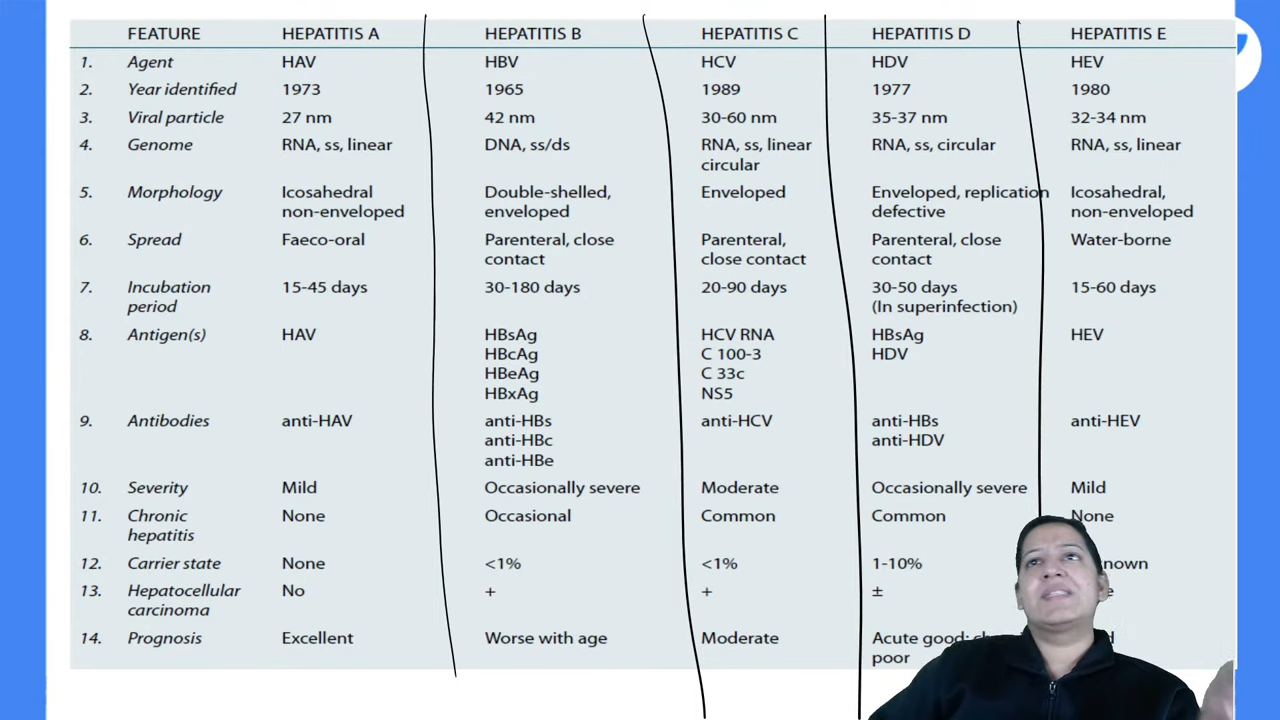 FEATURE HEPATITIS A HEPATITIS B HEPATITIS C HEPATITIS D HEPATITIS E
1. Agent HAV HBV HCV HDV HEV
2. Year identified 1973 1965 1989 1977 1980
3. Viral particle 27 nm 42 nm 30-60 nm 35-37 nm 32-34 nm
4. Genome RNA, ss, linear DNA, ss/ds RNA, ss, linear RNA, ss, circular RNA, ss, linear
circular
5. Morphology Icosahedral Double-shelled, Enveloped Enveloped, replication Icosahedral,
non-enveloped enveloped defective non-enveloped
6. Spread Faeco-oral Parenteral, close Parenteral, Parenteral, close Water-borne
contact close contact contact
7. Incubation 15-45 days 30-180 days 20-90 days 30-50 days 15-60 days
period (In superinfection)
8. Antigen(s) HAV HBsAg HCV RNA HBsAg HEV
HBcAg C 100-3 HDV
HBeAg C 33c
HBxAg NS5
9. Antibodies anti-HAV anti-HBs anti-HCV anti-HBs anti-HEV
anti-HBc anti-HDV
anti-HBe
10. Severity Mild Occasionally severe Moderate Occasionally severe Mild
11. Chronic None Occasional Common Common None
hepatitis
12. Carrier state None <1% <1% 1-10%
13. Hepatocellular No + + ±
carcinoma
14. Prognosis Excellent Worse with age Moderate Acute good;
poor